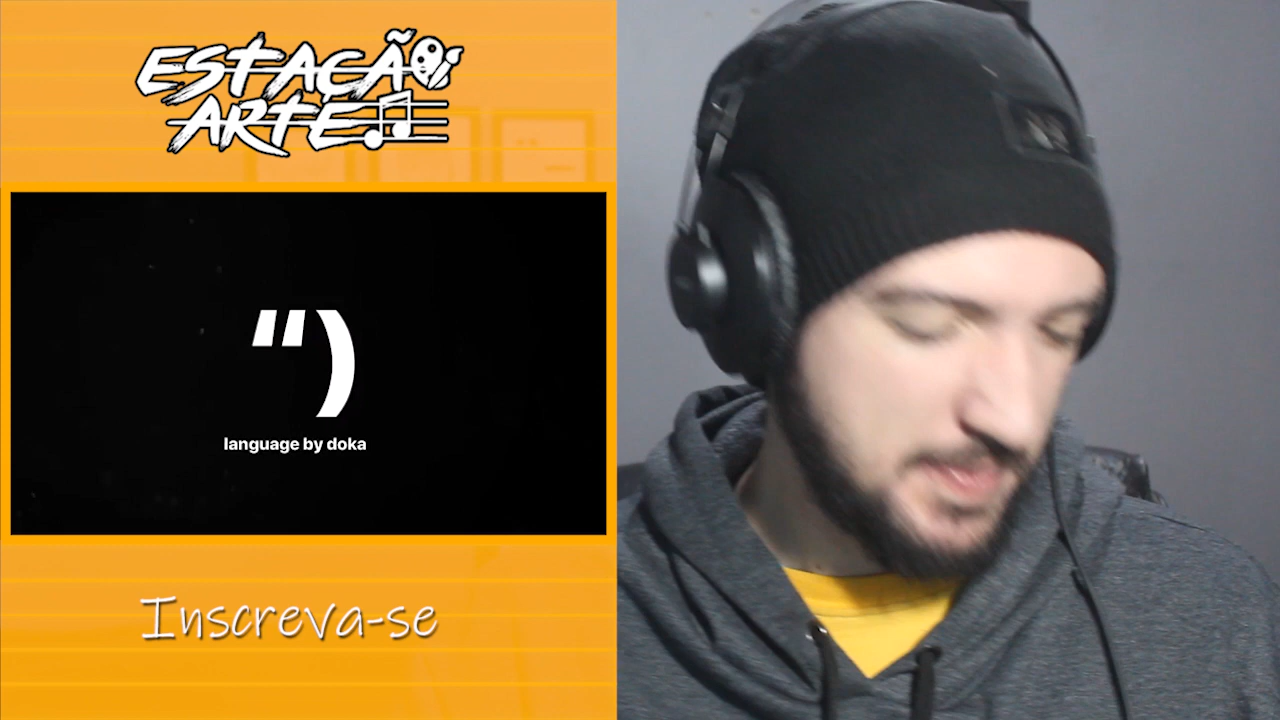 ESTAÇÃO
ARTE
“)
language by doka
Inscreva-se